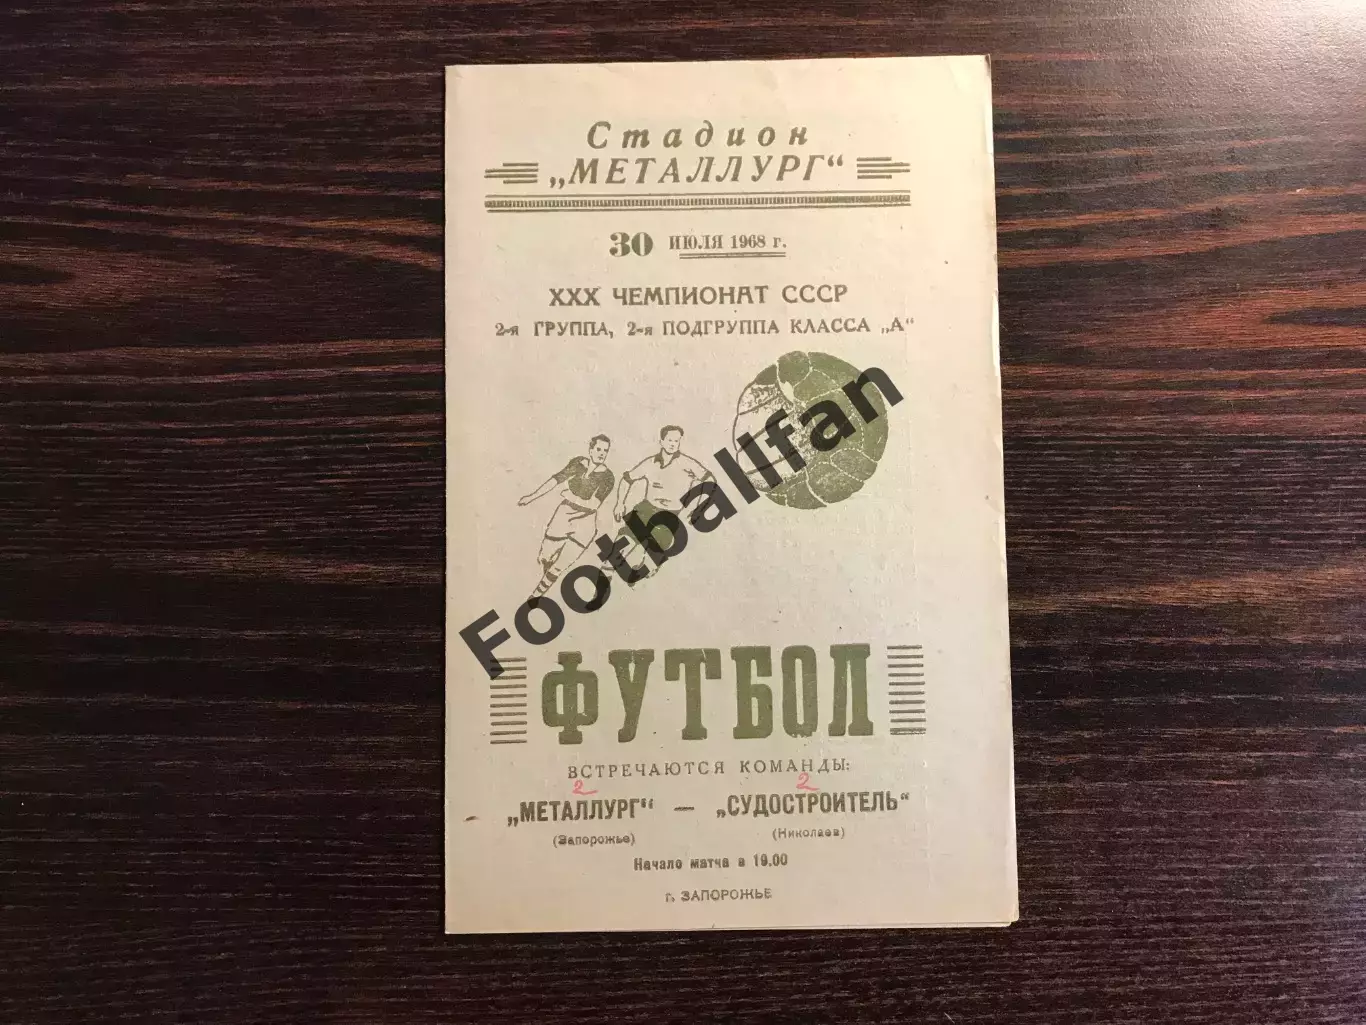 Стадион
„МЕТАЛЛУРГ“
30 ИЮЛЯ 1968 г.
XXX ЧЕМПИОНАТ СССР
2-я ГРУППА, 2-я ПОДГРУППА КЛАССА „А“
Footballfan
ФУТБОЛ
ВСТРЕЧАЮТСЯ КОМАНДЫ:
2 2
„МЕТАЛЛУРГ“ — „СУДОСТРОИТЕЛЬ“
(Запорожье) (Николаев)
Начало матча в 19.00
г. ЗАПОРОЖЬЕ